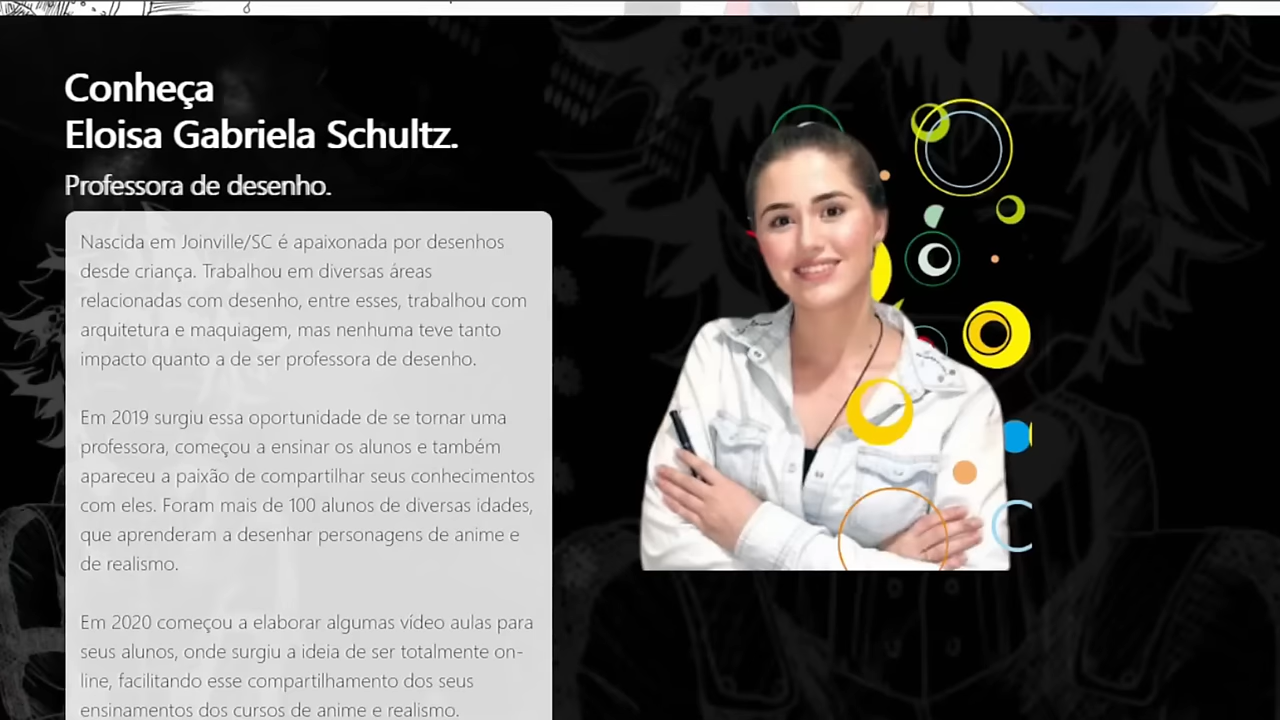 Conheça
Eloisa Gabriela Schultz.
Professora de desenho.
Nascida em Joinville/SC é apaixonada por desenhos
desde criança. Trabalhou em diversas áreas
relacionadas com desenho, entre esses, trabalhou com
arquitetura e maquiagem, mas nenhuma teve tanto
impacto quanto a de ser professora de desenho.
Em 2019 surgiu essa oportunidade de se tornar uma
professora, começou a ensinar os alunos e também
apareceu a paixão de compartilhar seus conhecimentos
com eles. Foram mais de 100 alunos de diversas idades,
que aprenderam a desenhar personagens de anime e
de realismo.
Em 2020 começou a elaborar algumas vídeo aulas para
seus alunos, onde surgiu a ideia de ser totalmente on-
line, facilitando esse compartilhamento dos seus
ensinamentos dos cursos de anime e realismo.